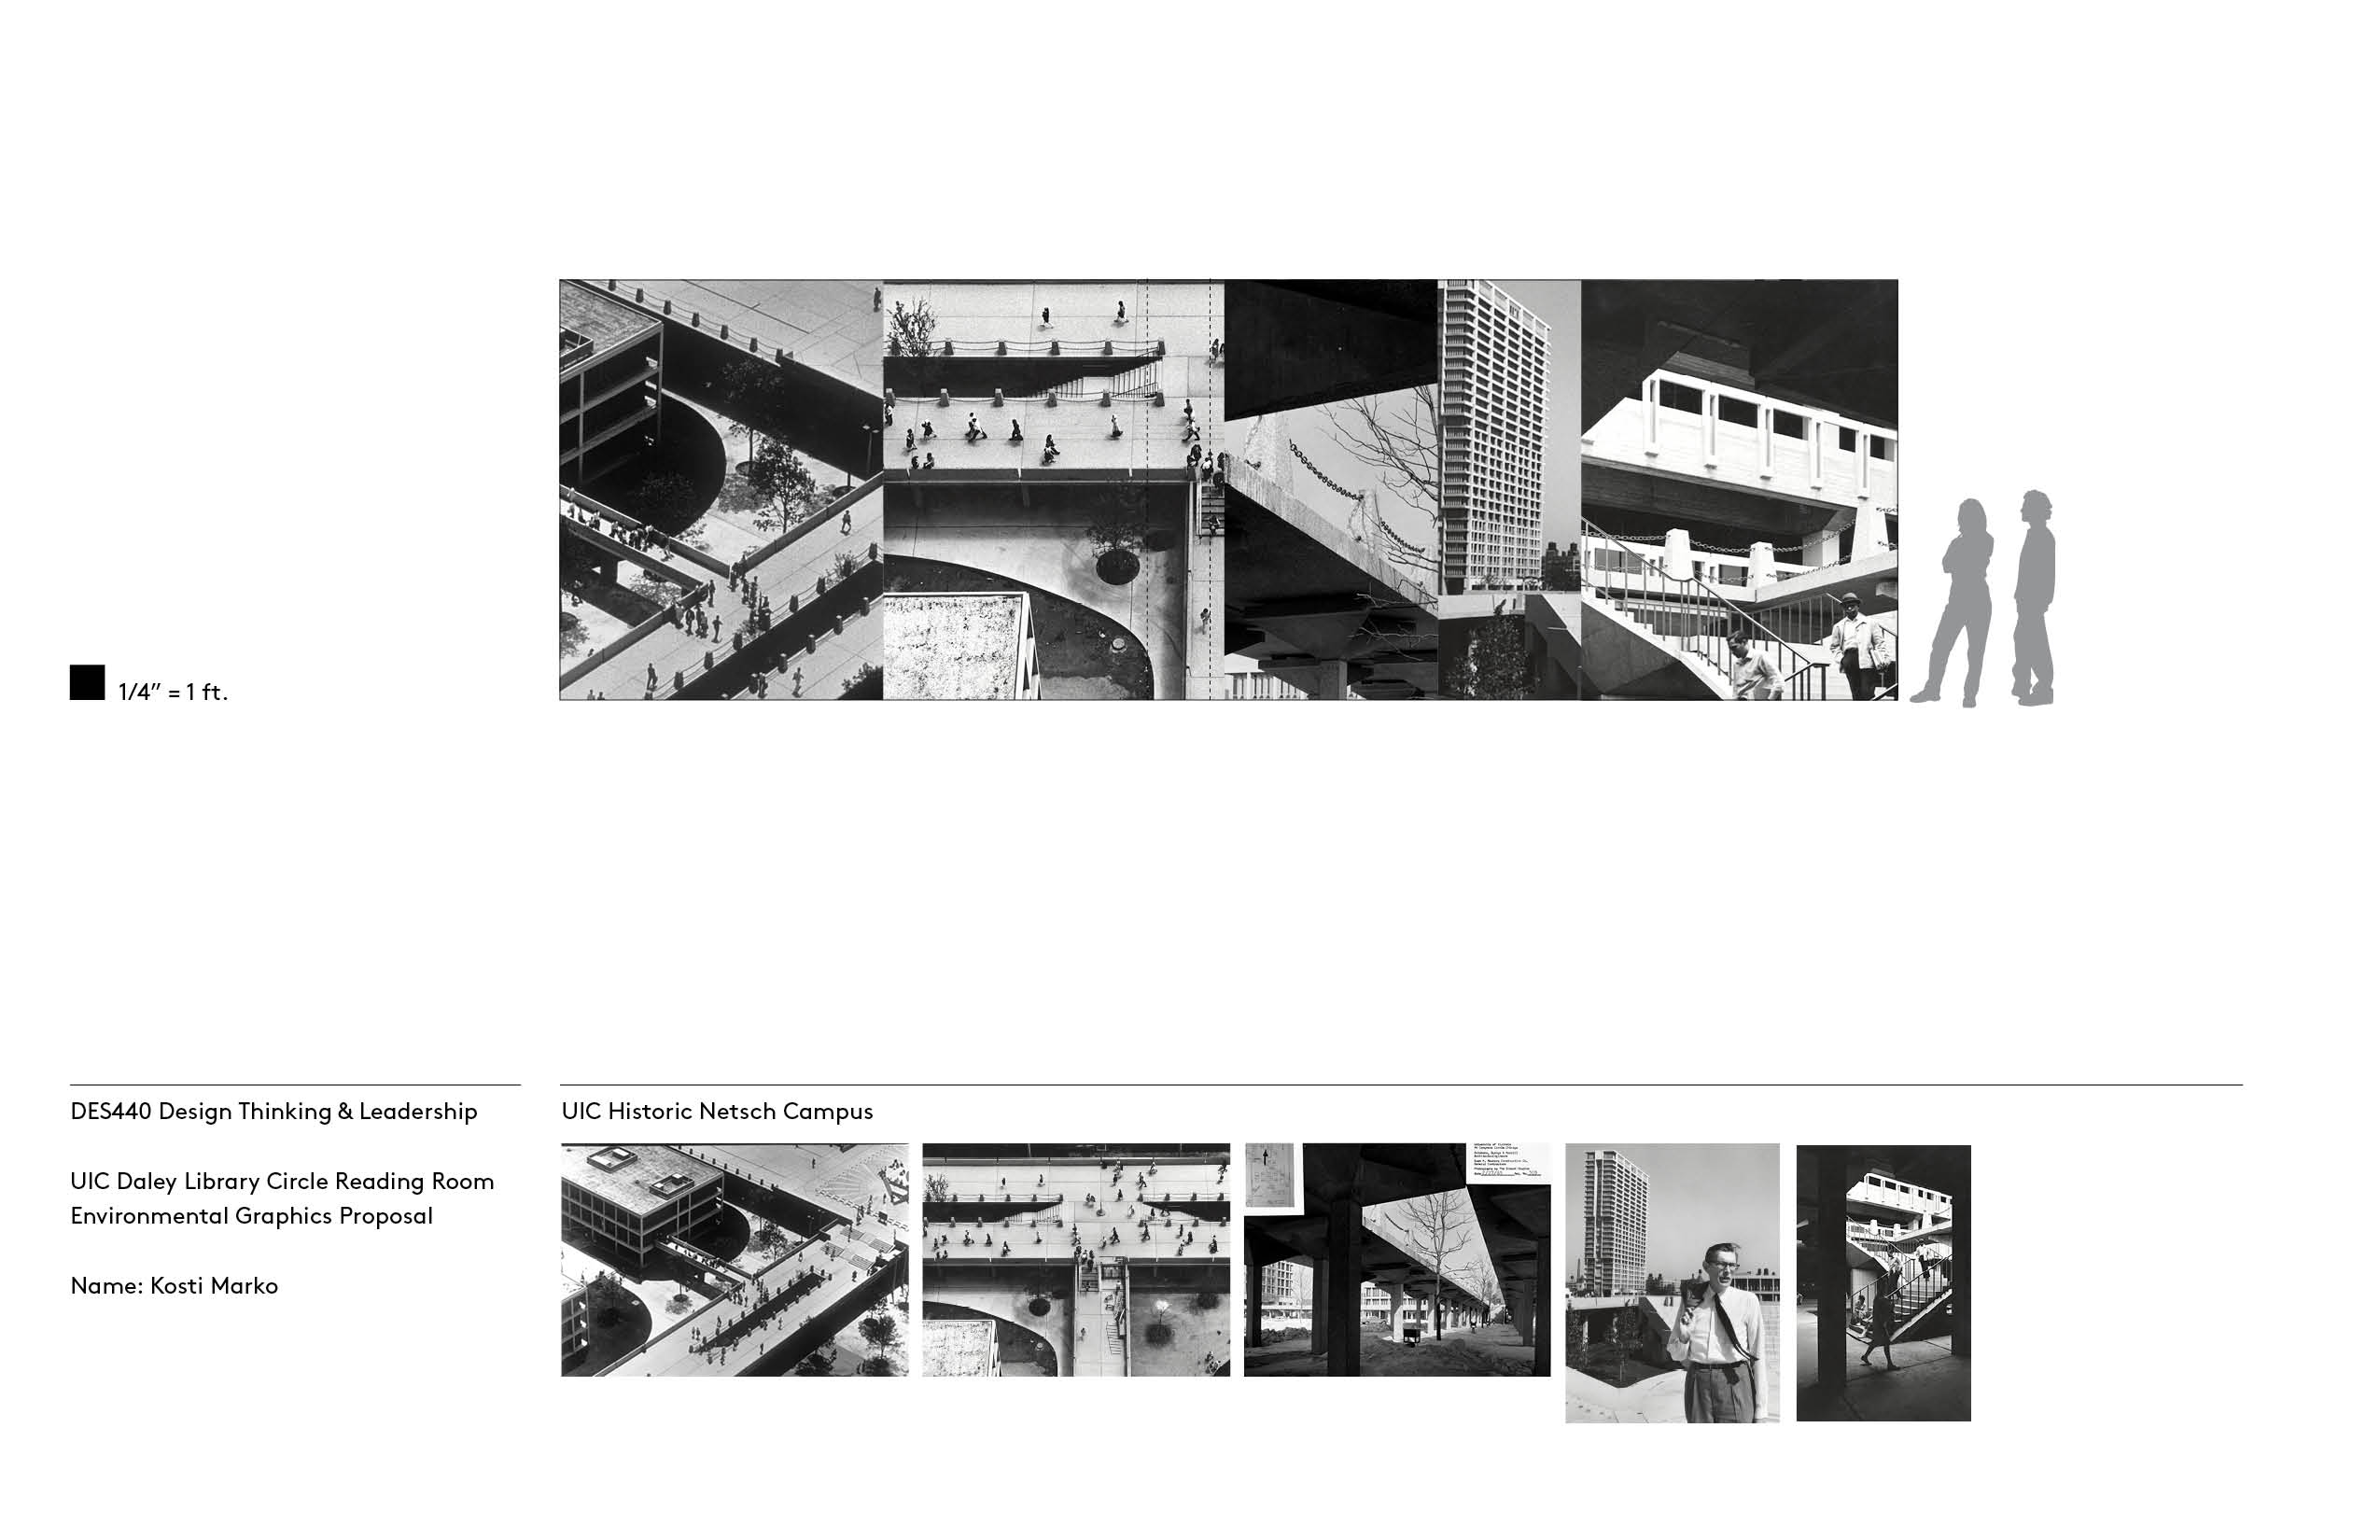 1/4” = 1 ft.
DES440 Design Thinking & Leadership
UIC Daley Library Circle Reading Room
Environmental Graphics Proposal
Name: Kosti Marko
UIC Historic Netsch Campus